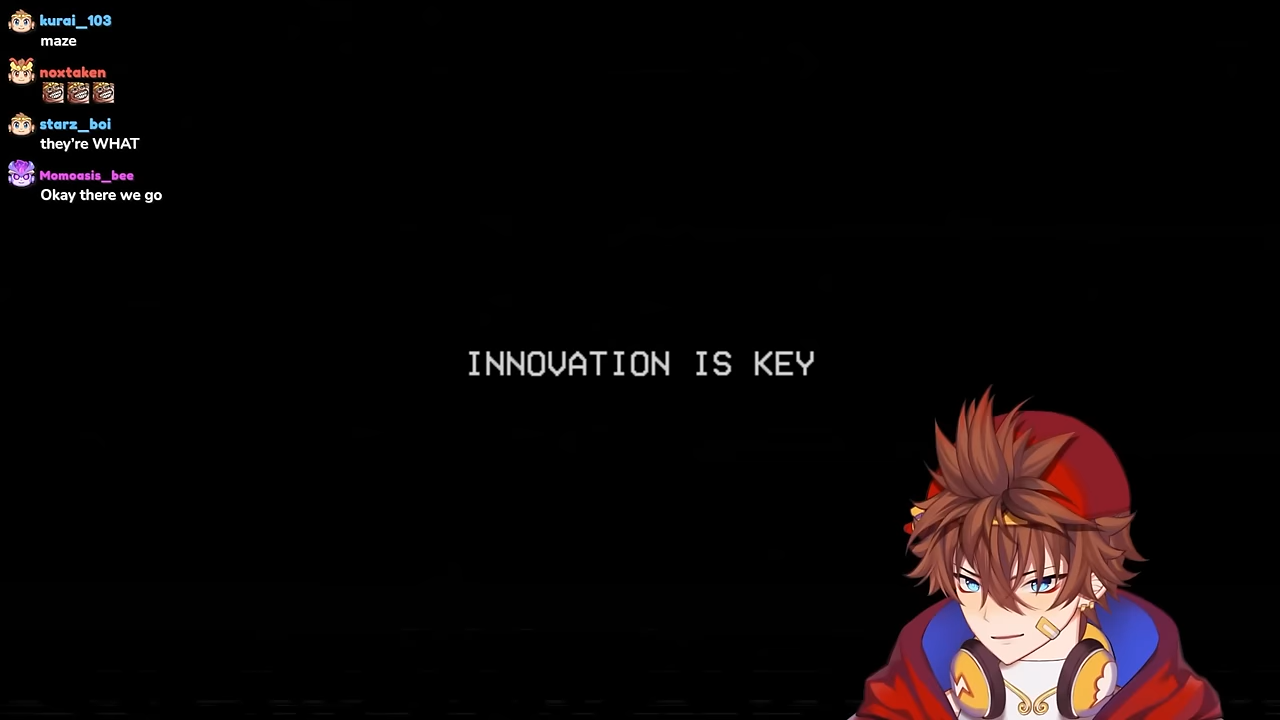 kurai_103
maze
noxtaken
starz_boi
they're WHAT
Momoasis_bee
Okay there we go
INNOVATION IS KEY